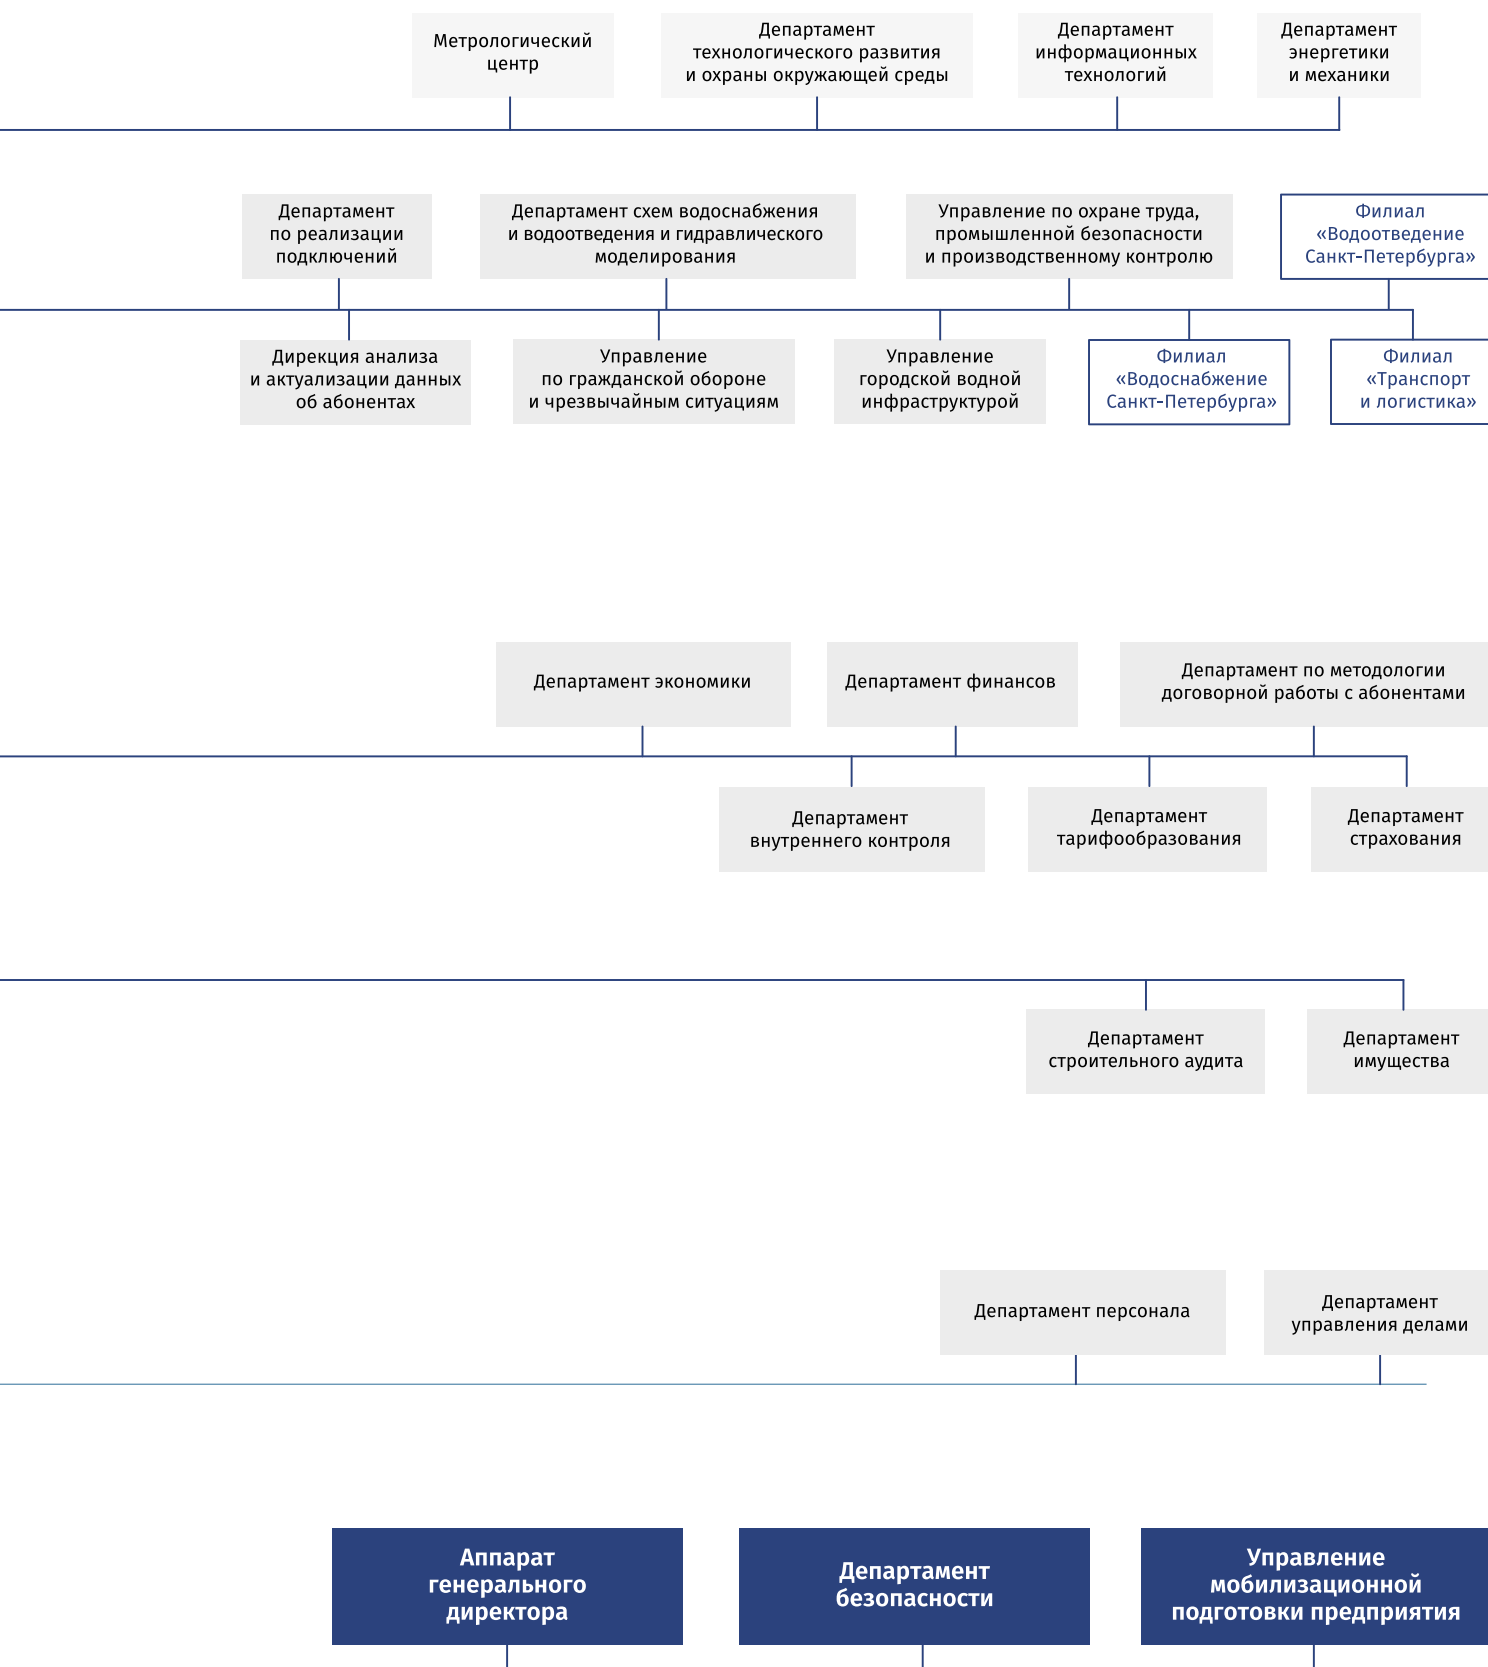 Метрологический
центр
Департамент
технологического развития
и охраны окружающей среды
Департамент
информационных
технологий
Департамент
энергетики
и механики
Департамент
по реализации
подключений
Департамент схем водоснабжения
и водоотведения и гидравлического
моделирования
Управление по охране труда,
промышленной безопасности
и производственному контролю
Филиал
«Водоотведение
Санкт-Петербурга»
Дирекция анализа
и актуализации данных
об абонентах
Управление
по гражданской обороне
и чрезвычайным ситуациям
Управление
городской водной
инфраструктурой
Филиал
«Водоснабжение
Санкт-Петербурга»
Филиал
«Транспорт
и логистика»
Департамент экономики
Департамент финансов
Департамент по методологии
договорной работы с абонентами
Департамент
внутреннего контроля
Департамент
тарифообразования
Департамент
страхования
Департамент
строительного аудита
Департамент
имущества
Департамент персонала
Департамент
управления делами
Аппарат
генерального
директора
Департамент
безопасности
Управление
мобилизационной
подготовки предприятия